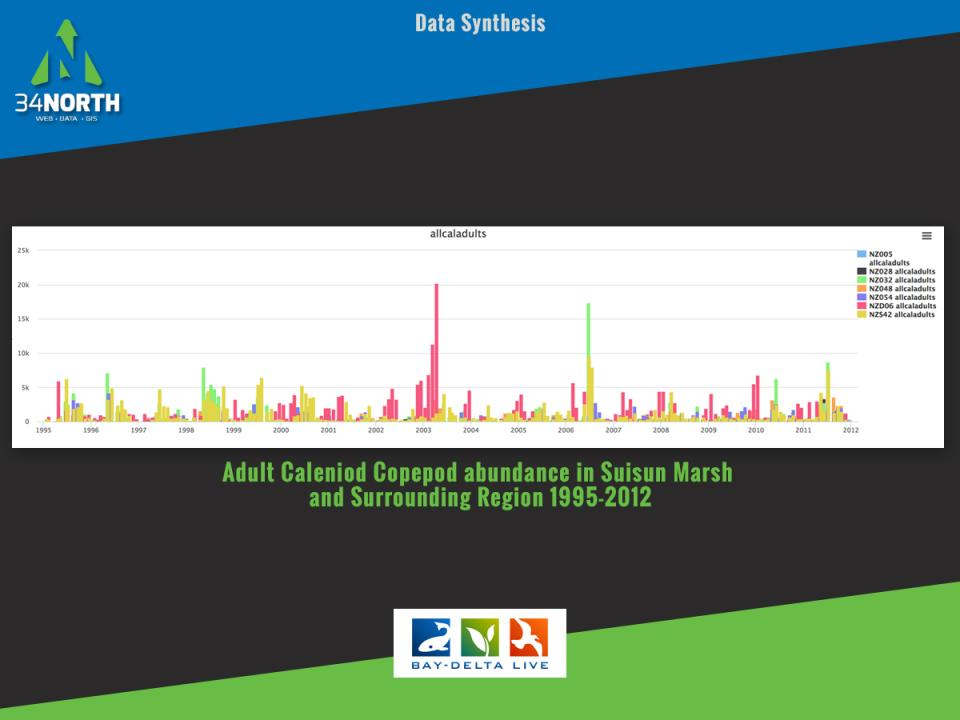 Data Synthesis
34NORTH
WEB • DATA • GIS
allcaladults
25k
20k
15k
10k
5k
0
1995 1996 1997 1998 1999 2000 2001 2002 2003 2004 2005 2006 2007 2008 2009 2010 2011 2012
NZ005
allcaladults
NZ028 allcaladults
NZ032 allcaladults
NZ048 allcaladults
NZ054 allcaladults
NZD06 allcaladults
NZS42 allcaladults
Adult Caleniod Copepod abundance in Suisun Marsh
and Surrounding Region 1995-2012
BAY-DELTA LIVE